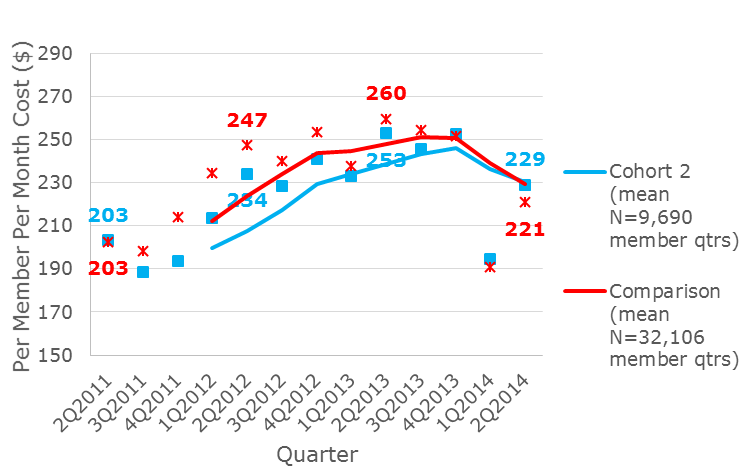 Per Member Per Month Cost ($)
290
270
250
230
210
190
170
150
203
203
247
234
260
253
229
221
2Q2011
3Q2011
4Q2011
1Q2012
2Q2012
3Q2012
4Q2012
1Q2013
2Q2013
3Q2013
4Q2013
1Q2014
2Q2014
Quarter
Cohort 2
(mean
N=9,690
member qtrs)
Comparison
(mean
N=32,106
member qtrs)